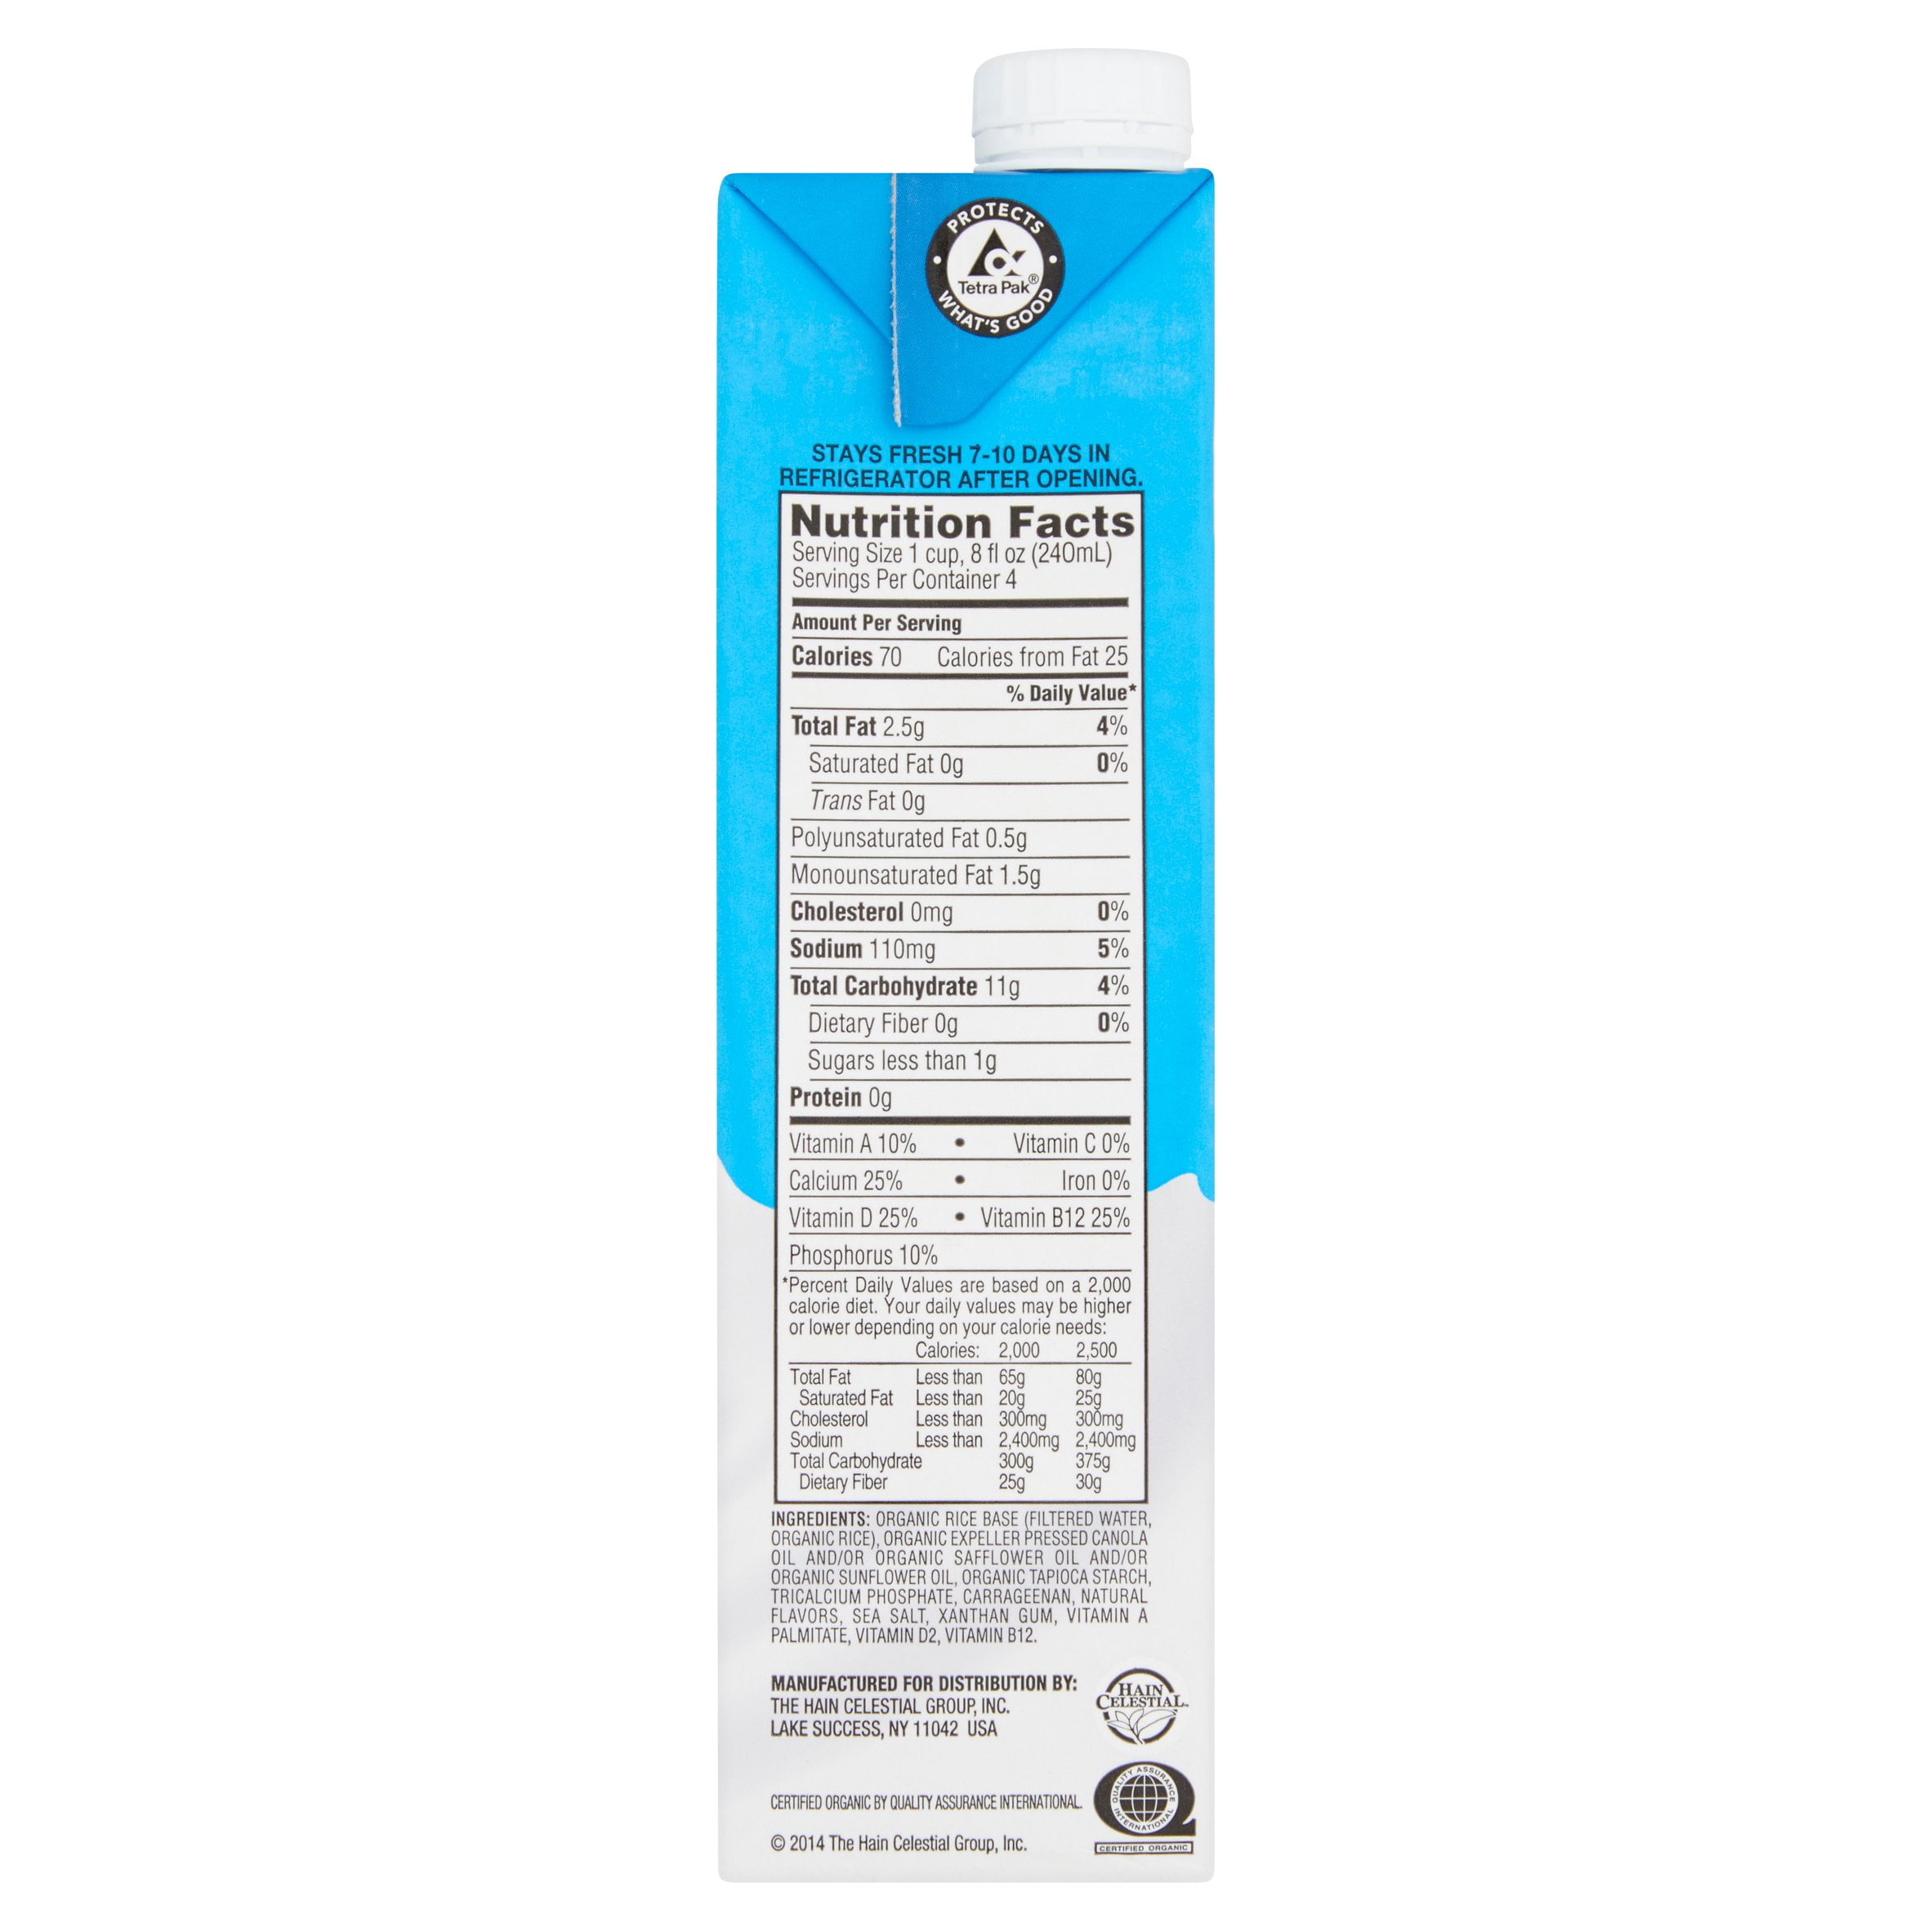 PROTECTS
Tetra Pak®
WHAT'S GOOD
STAYS FRESH 7-10 DAYS IN
REFRIGERATOR AFTER OPENING.
Nutrition Facts
Serving Size 1 cup, 8 fl oz (240mL)
Servings Per Container 4
Amount Per Serving
Calories 70 Calories from Fat 25
% Daily Value*
Total Fat 2.5g 4%
Saturated Fat 0g 0%
Trans Fat 0g
Polyunsaturated Fat 0.5g
Monounsaturated Fat 1.5g
Cholesterol 0mg 0%
Sodium 110mg 5%
Total Carbohydrate 11g 4%
Dietary Fiber 0g 0%
Sugars less than 1g
Protein 0g
Vitamin A 10% • Vitamin C 0%
Calcium 25% • Iron 0%
Vitamin D 25% • Vitamin B12 25%
Phosphorus 10%
*Percent Daily Values are based on a 2,000
calorie diet. Your daily values may be higher
or lower depending on your calorie needs:
Calories: 2,000 2,500
Total Fat Less than 65g 80g
Saturated Fat Less than 20g 25g
Cholesterol Less than 300mg 300mg
Sodium Less than 2,400mg 2,400mg
Total Carbohydrate 300g 375g
Dietary Fiber 25g 30g
INGREDIENTS: ORGANIC RICE BASE (FILTERED WATER,
ORGANIC RICE), ORGANIC EXPELLER PRESSED CANOLA
OIL AND/OR ORGANIC SAFFLOWER OIL AND/OR
ORGANIC SUNFLOWER OIL, ORGANIC TAPIOCA STARCH,
TRICALCIUM PHOSPHATE, CARRAGEENAN, NATURAL
FLAVORS, SEA SALT, XANTHAN GUM, VITAMIN A
PALMITATE, VITAMIN D2, VITAMIN B12.
MANUFACTURED FOR DISTRIBUTION BY:
THE HAIN CELESTIAL GROUP, INC.
LAKE SUCCESS, NY 11042 USA
HAIN
CELESTIAL™
CERTIFIED ORGANIC BY QUALITY ASSURANCE INTERNATIONAL.
QUALITY ASSURANCE
INTERNATIONAL
CERTIFIED ORGANIC
© 2014 The Hain Celestial Group, Inc.